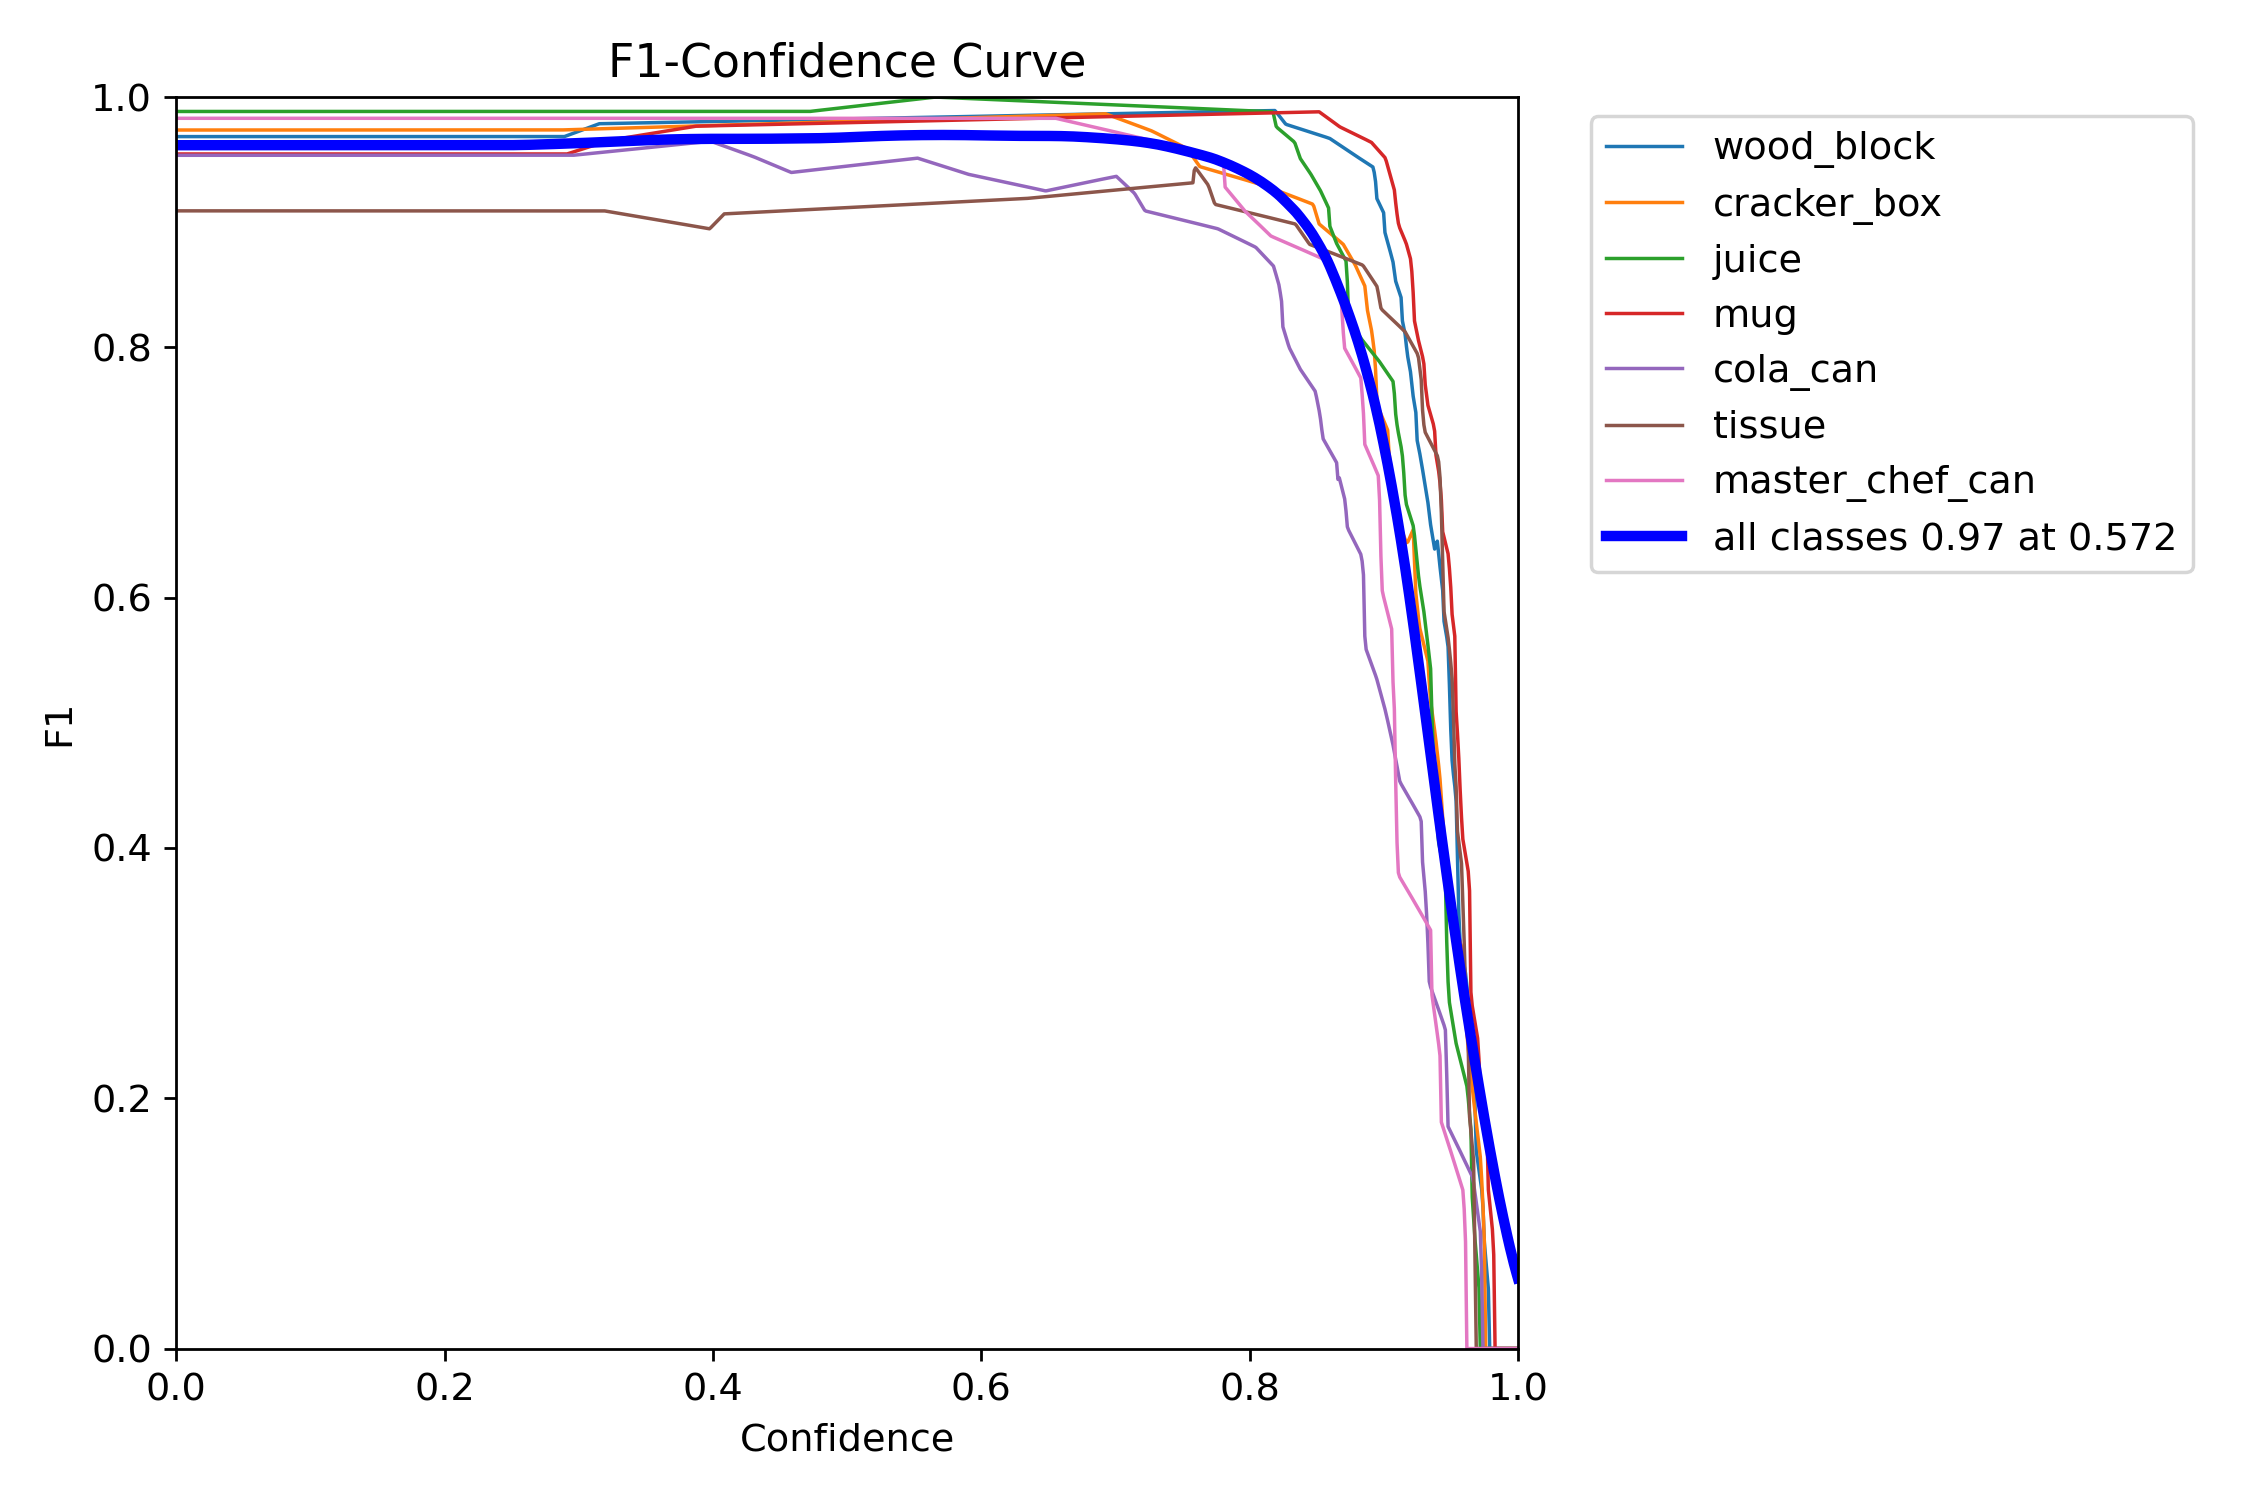 F1-Confidence Curve
1.0
0.8
0.6
0.4
0.2
0.0
F1
0.0 0.2 0.4 0.6 0.8 1.0
Confidence
wood_block
cracker_box
juice
mug
cola_can
tissue
master_chef_can
all classes 0.97 at 0.572